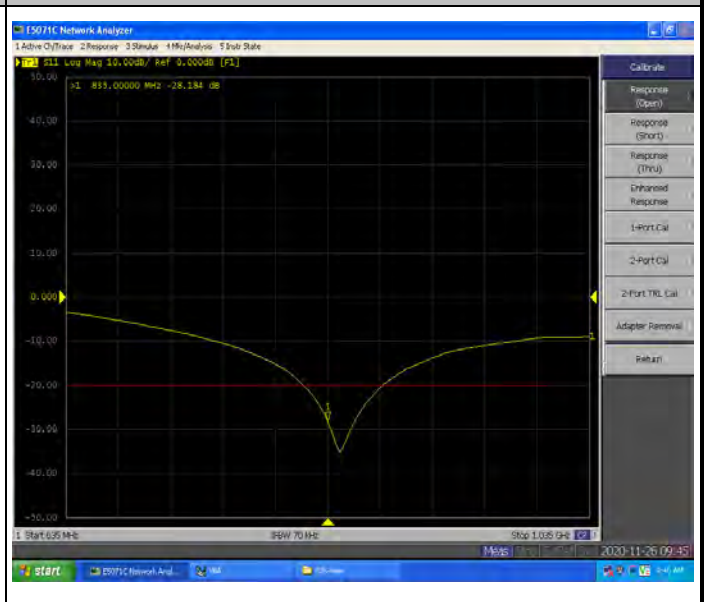 E5071C Network Analyzer
1 Active Ch/Trace 2 Response 3 Stimulus 4 Mkr/Analysis 5 Instr State
Tr1 S11 Log Mag 10.00dB/ Ref 0.000dB [F1]
50.00
>1 835.00000 MHz -28.184 dB
40.00
30.00
20.00
10.00
0.000
-10.00
-20.00
-30.00
-40.00
-50.00
1
1
1 Start 635 MHz
IFBW 70 kHz
Stop 1.035 GHz
Calibrate
Response
(Open)
Response
(Short)
Response
(Thru)
Enhanced
Response
1-Port Cal
2-Port Cal
2-Port TRL Cal
Adapter Removal
Return
Meas
2020-11-26 09:45
start
E5071C Network Anal...
VBA